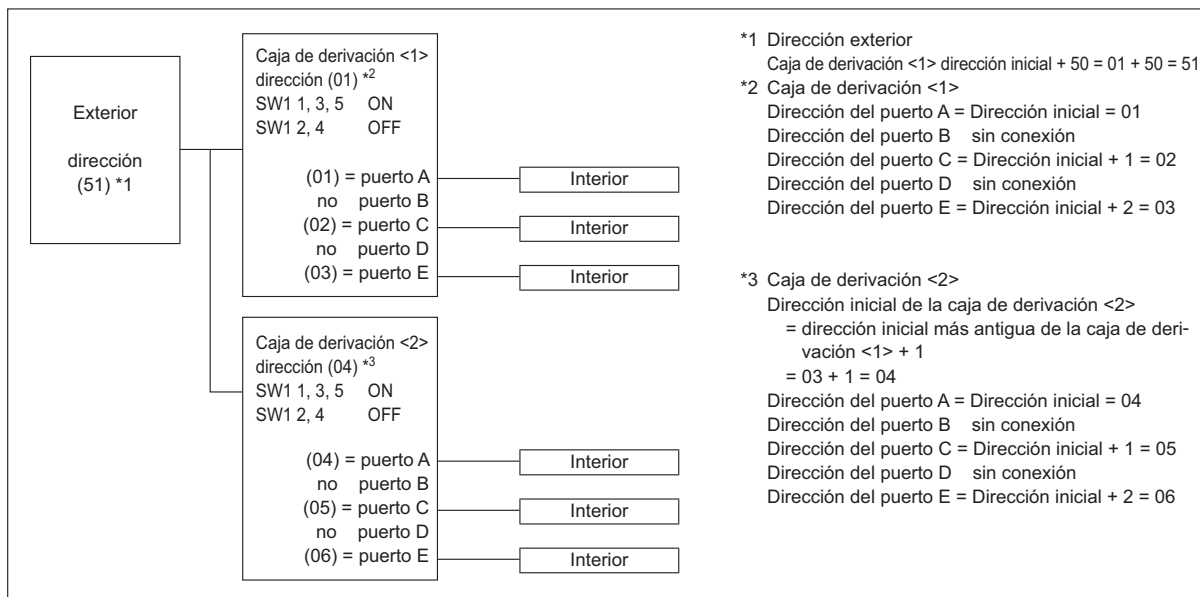 Exterior
dirección
(51) *1
Caja de derivación <1>
dirección (01) *2
SW1 1, 3, 5 ON
SW1 2, 4 OFF
(01) = puerto A
no puerto B
(02) = puerto C
no puerto D
(03) = puerto E
Interior
Interior
Interior
Caja de derivación <2>
dirección (04) *3
SW1 1, 3, 5 ON
SW1 2, 4 OFF
(04) = puerto A
no puerto B
(05) = puerto C
no puerto D
(06) = puerto E
Interior
Interior
Interior
*1 Dirección exterior
Caja de derivación <1> dirección inicial + 50 = 01 + 50 = 51
*2 Caja de derivación <1>
Dirección del puerto A = Dirección inicial = 01
Dirección del puerto B sin conexión
Dirección del puerto C = Dirección inicial + 1 = 02
Dirección del puerto D sin conexión
Dirección del puerto E = Dirección inicial + 2 = 03
*3 Caja de derivación <2>
Dirección inicial de la caja de derivación <2>
= dirección inicial más antigua de la caja de deri-
vación <1> + 1
= 03 + 1 = 04
Dirección del puerto A = Dirección inicial = 04
Dirección del puerto B sin conexión
Dirección del puerto C = Dirección inicial + 1 = 05
Dirección del puerto D sin conexión
Dirección del puerto E = Dirección inicial + 2 = 06